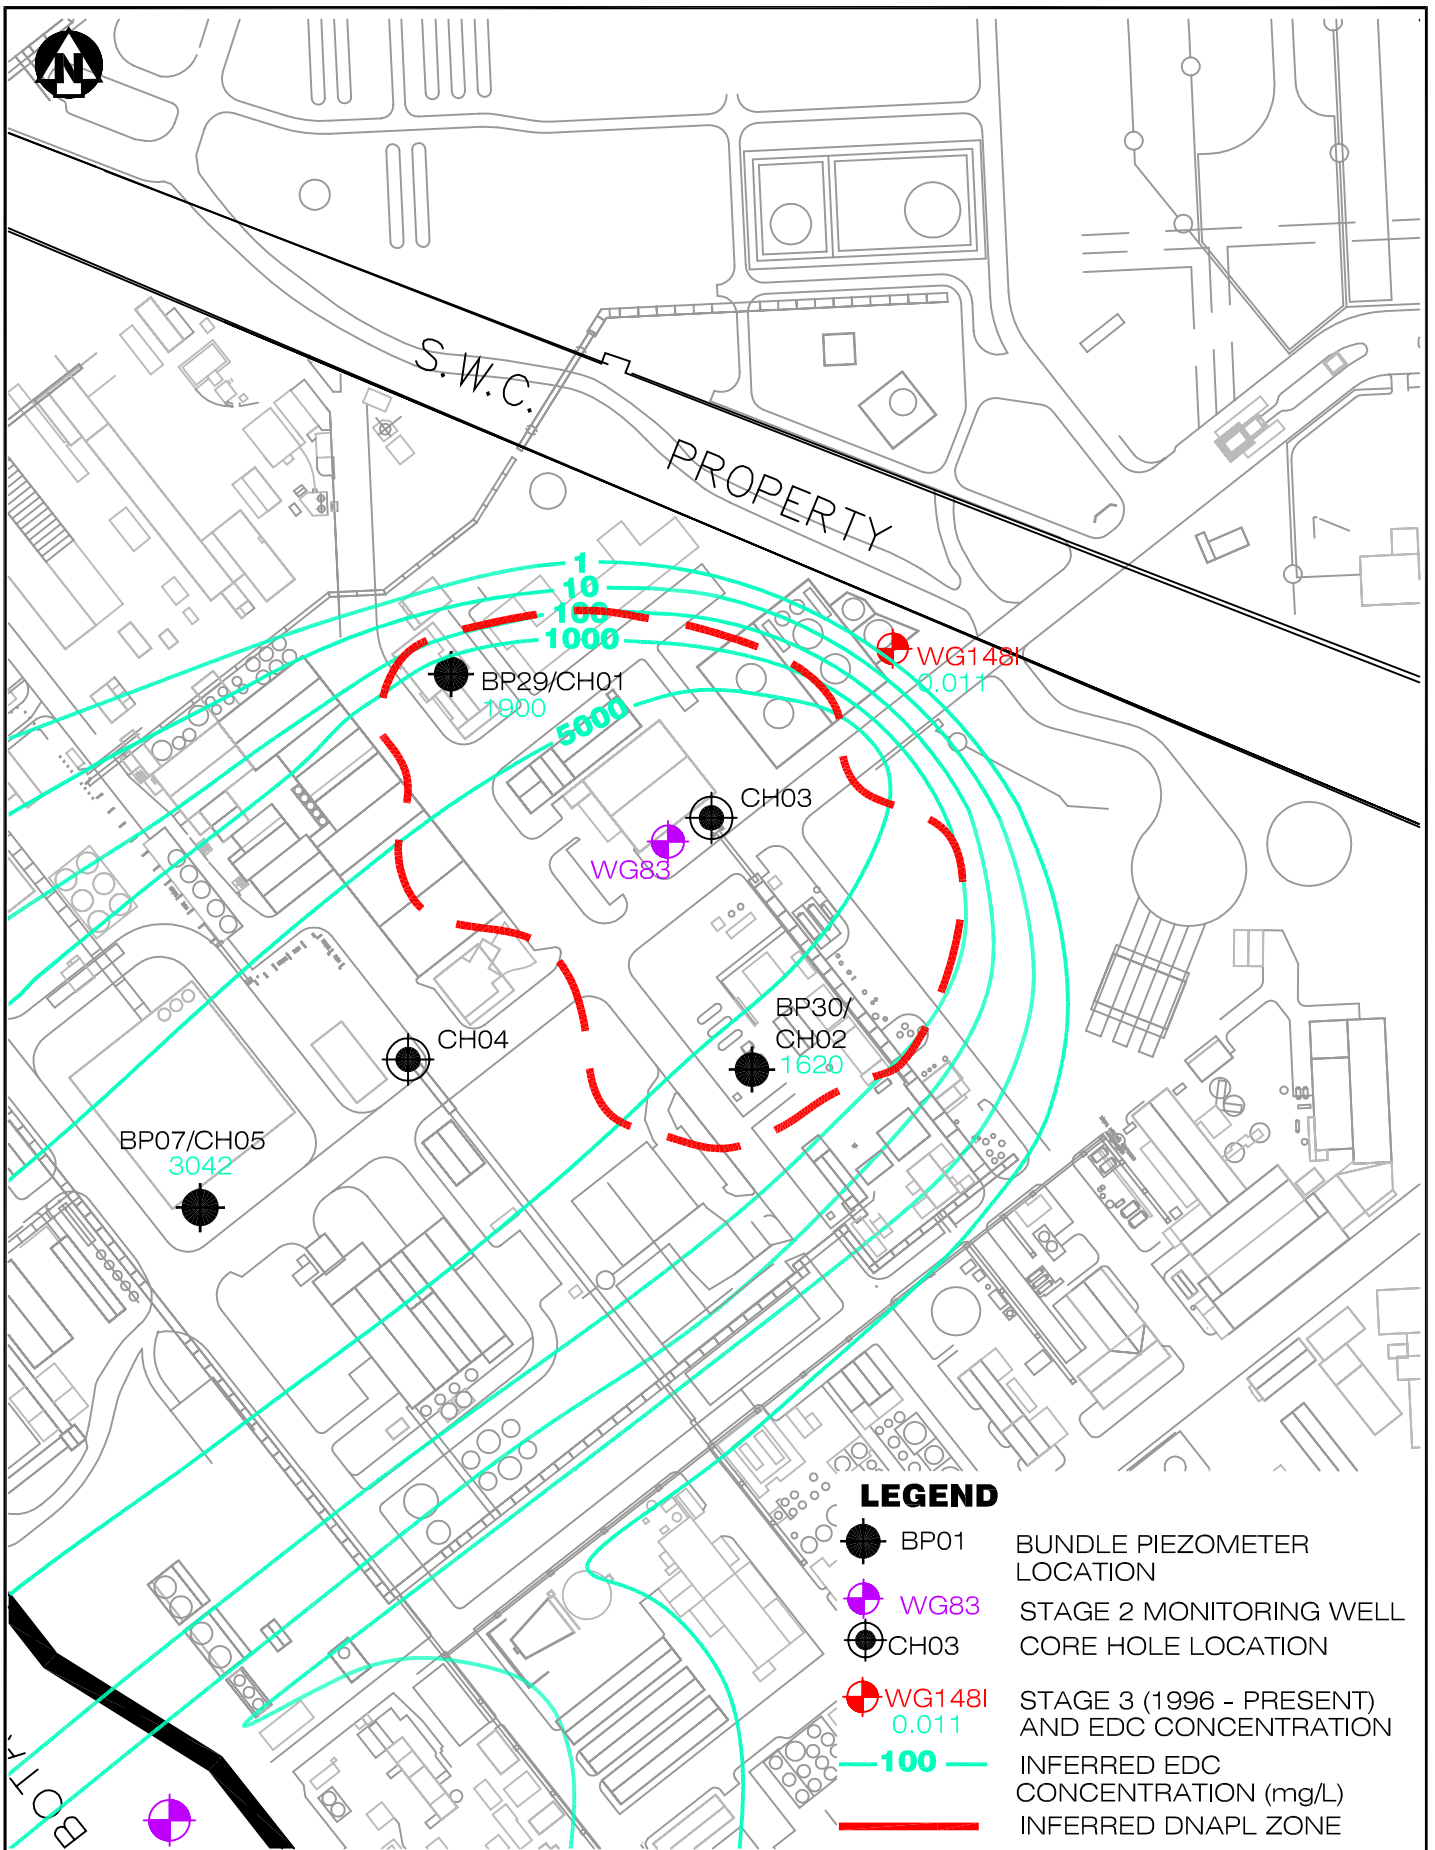 N
S.W.C.
PROPERTY
1
10
100
1000
5000
BP29/CH01
1900
WG148I
0.011
CH03
WG83
BP30/
CH02
1620
CH04
BP07/CH05
3042
BOTA
LEGEND
BP01 BUNDLE PIEZOMETER
LOCATION
WG83 STAGE 2 MONITORING WELL
CH03 CORE HOLE LOCATION
WG148I STAGE 3 (1996 - PRESENT)
0.011 AND EDC CONCENTRATION
100 INFERRED EDC
CONCENTRATION (mg/L)
INFERRED DNAPL ZONE